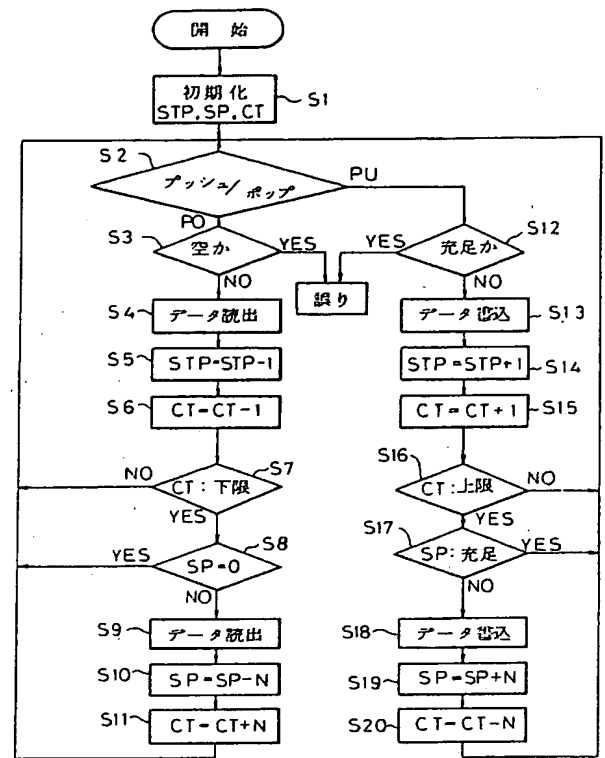 開始
初期化
STP.SP.CT
S1
S2
プッシュ/ポップ
PU
PO
S3
空か
YES
NO
誤り
YES
充足か
S12
NO
S4
データ読出
S5
STP=STP-1
S6
CT=CT-1
S7
CT:下限
NO
YES
S8
SP=0
YES
NO
S9
データ読出
S10
SP=SP-N
S11
CT=CT+N
データ書込
S13
STP=STP+1
S14
CT=CT+1
S15
S16
CT:上限
NO
YES
S17
SP:充足
YES
NO
S18
データ書込
S19
SP=SP+N
S20
CT=CT-N